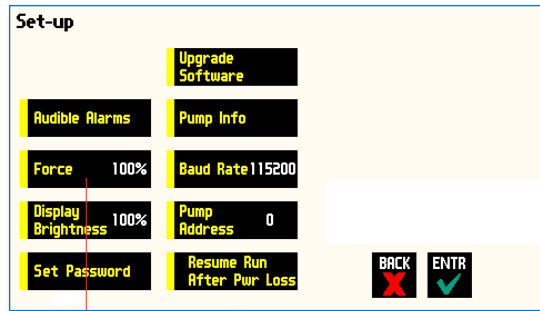 Set-up
Upgrade
Software
Audible Alarms
Pump Info
Force 100%
Baud Rate 115200
Display
Brightness 100%
Pump
Address 0
Set Password
Resume Run
After Pwr Loss
BACK
ENTR